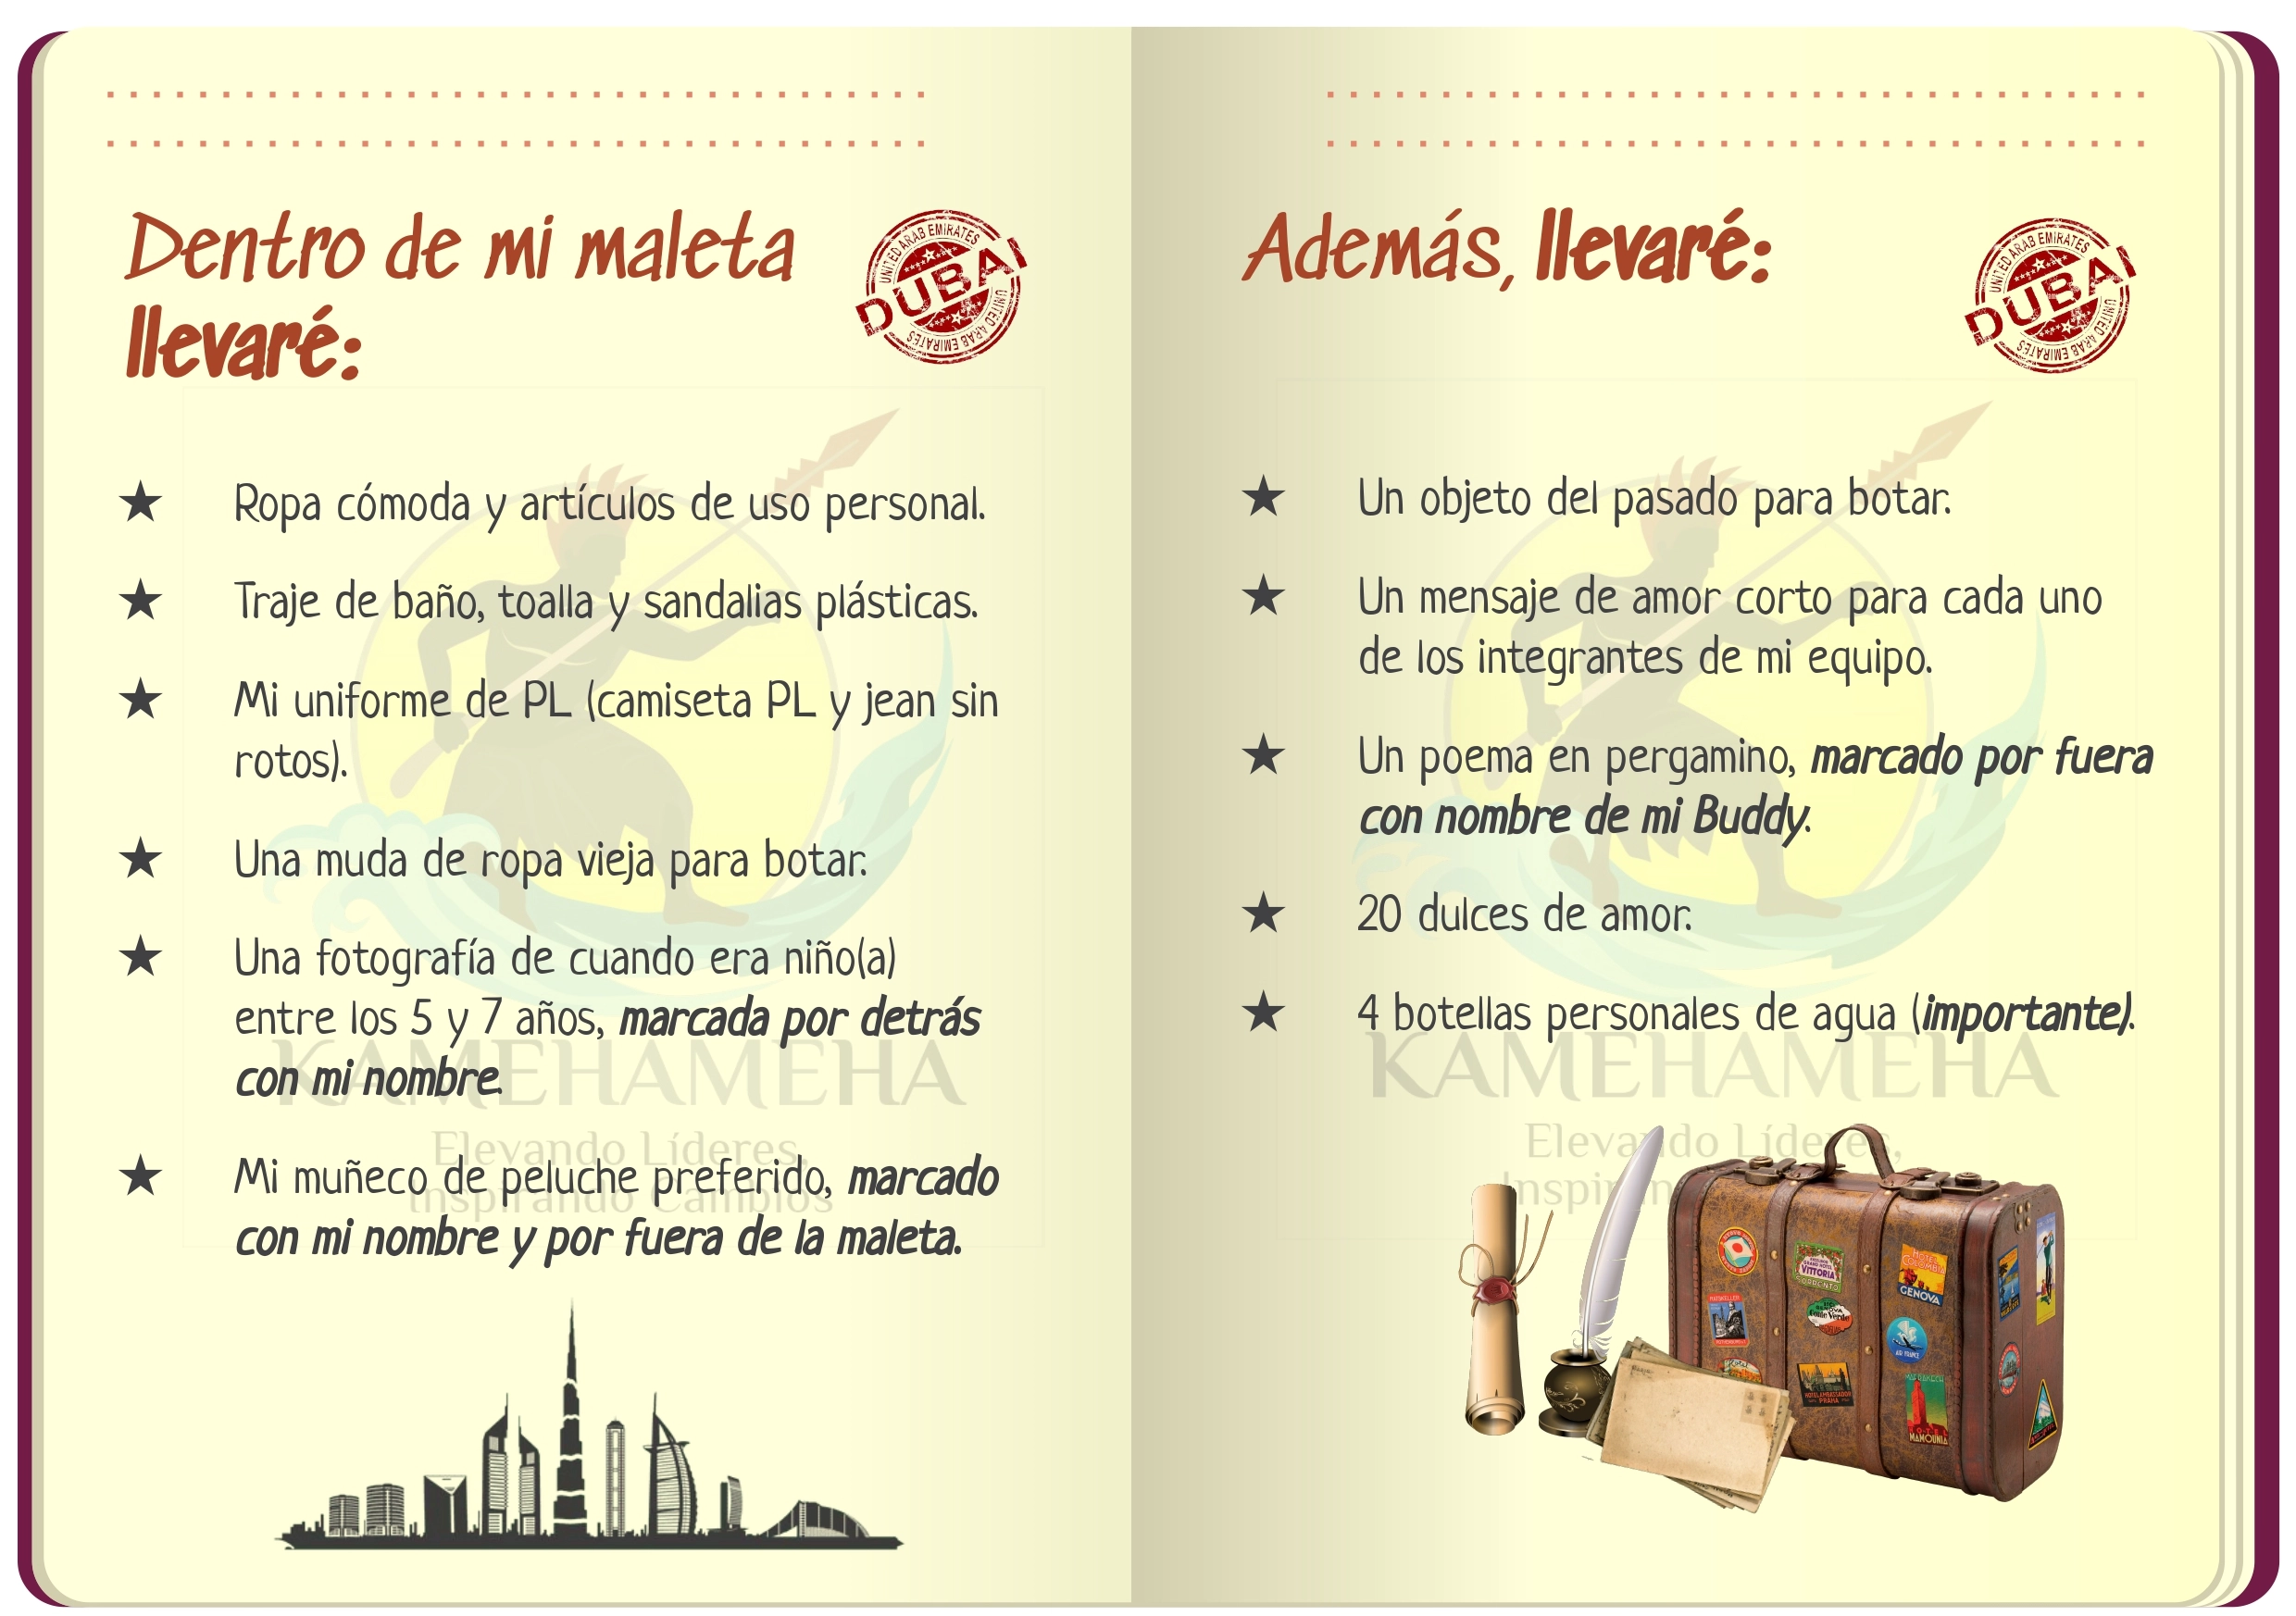 Dentro de mi maleta
llevaré:
UNITED ARAB EMIRATES
DUBAI
UNITED ARAB EMIRATES
★ Ropa cómoda y artículos de uso personal.
★ Traje de baño, toalla y sandalias plásticas.
★ Mi uniforme de PL (camiseta PL y jean sin
rotos).
★ Una muda de ropa vieja para botar.
★ Una fotografía de cuando era niño(a)
entre los 5 y 7 años, marcada por detrás
con mi nombre.
★ Mi muñeco de peluche preferido, marcado
con mi nombre y por fuera de la maleta.
KAMEHAMEHA
Elevando Líderes,
Inspirando Cambios
Además, llevaré:
UNITED ARAB EMIRATES
DUBAI
UNITED ARAB EMIRATES
★ Un objeto del pasado para botar.
★ Un mensaje de amor corto para cada uno
de los integrantes de mi equipo.
★ Un poema en pergamino, marcado por fuera
con nombre de mi Buddy.
★ 20 dulces de amor.
★ 4 botellas personales de agua (importante).
KAMEHAMEHA
Elevando Líderes,
VITTORIA
SORRENTO
GENOVA
AIR FRANCE
PRAHA
MAMOUNIA